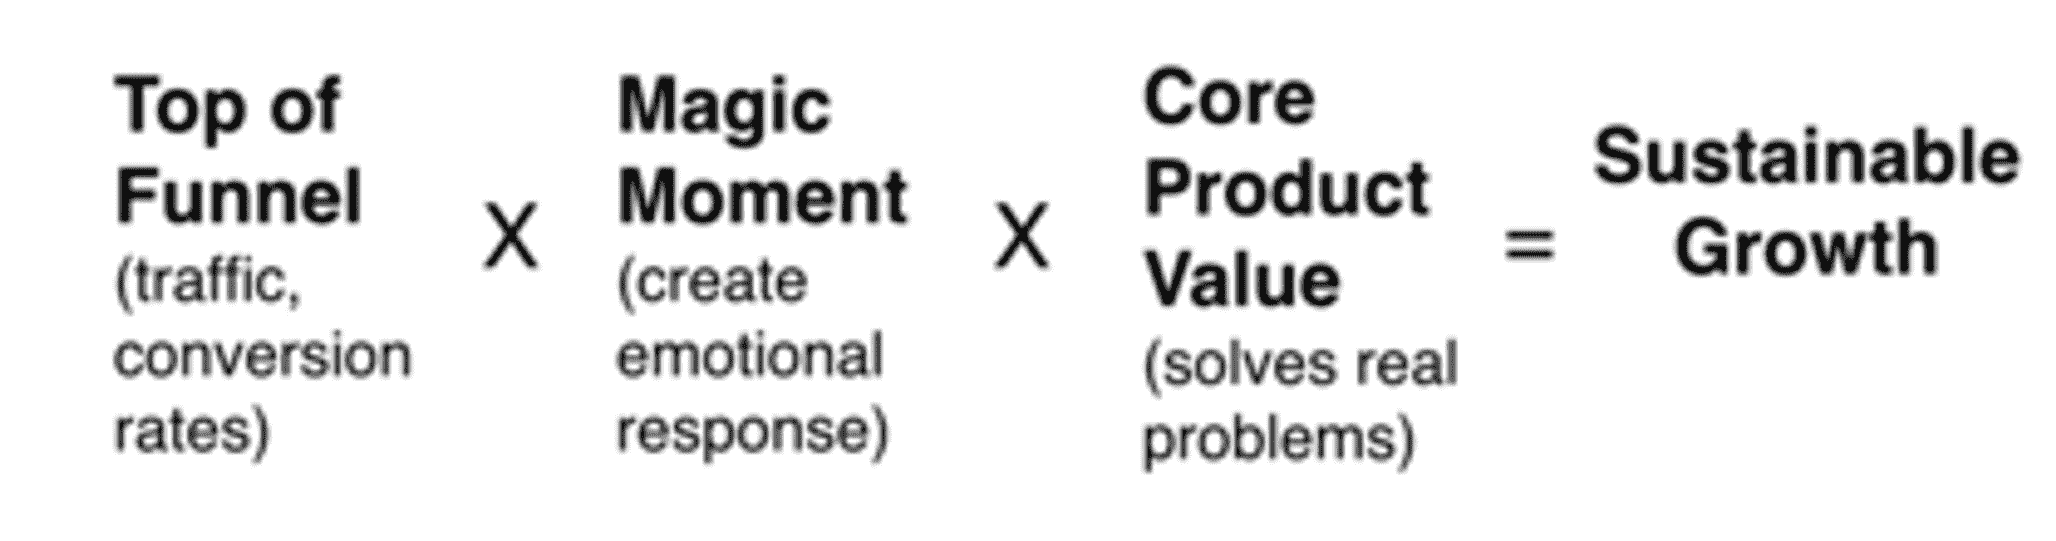 Top of
Funnel
(traffic,
conversion
rates)
X
Magic
Moment
(create
emotional
response)
X
Core
Product
Value
(solves real
problems)
=
Sustainable
Growth